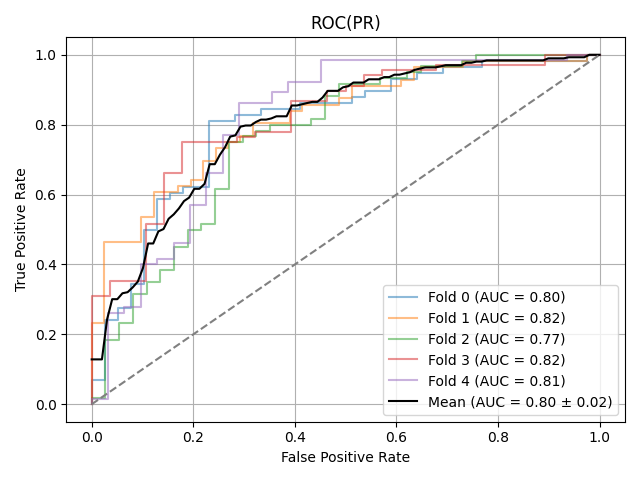 ROC(PR)
True Positive Rate
1.0
0.8
0.6
0.4
0.2
0.0
Fold 0 (AUC = 0.80)
Fold 1 (AUC = 0.82)
Fold 2 (AUC = 0.77)
Fold 3 (AUC = 0.82)
Fold 4 (AUC = 0.81)
Mean (AUC = 0.80 ± 0.02)
0.0 0.2 0.4 0.6 0.8 1.0
False Positive Rate